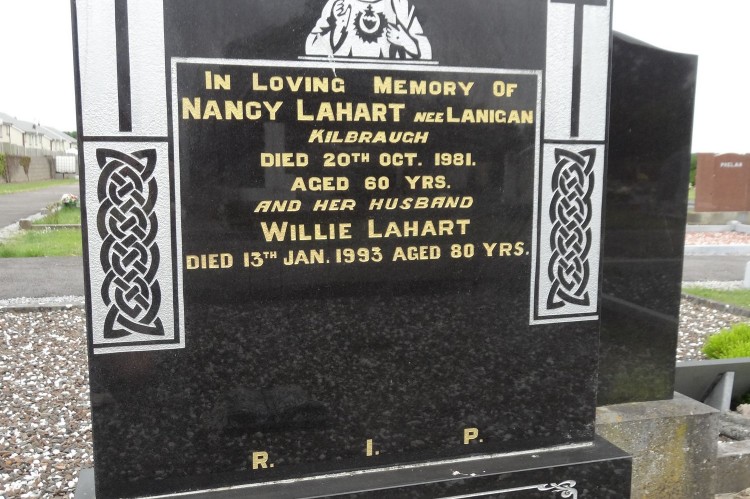 IN LOVING MEMORY OF
NANCY LAHART NEE LANIGAN
KILBRAUGH
DIED 20TH OCT. 1981.
AGED 60 YRS.
AND HER HUSBAND
WILLIE LAHART
DIED 13TH JAN. 1993 AGED 80 YRS.
R. I. P.
PHELAN